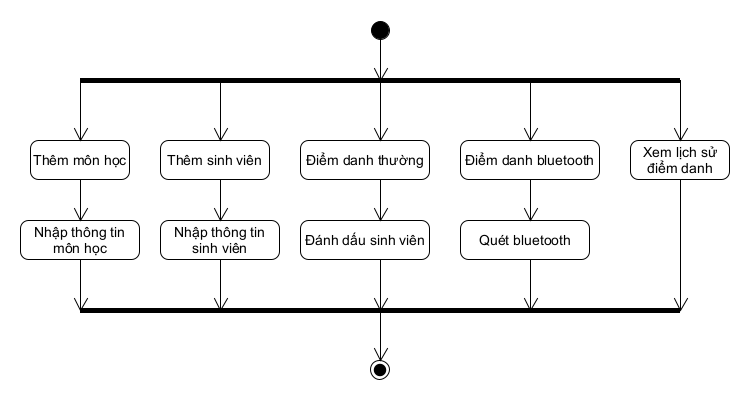 Thêm môn học
Thêm sinh viên
Điểm danh thường
Điểm danh bluetooth
Xem lịch sử
điểm danh
Nhập thông tin
môn học
Nhập thông tin
sinh viên
Đánh dấu sinh viên
Quét bluetooth